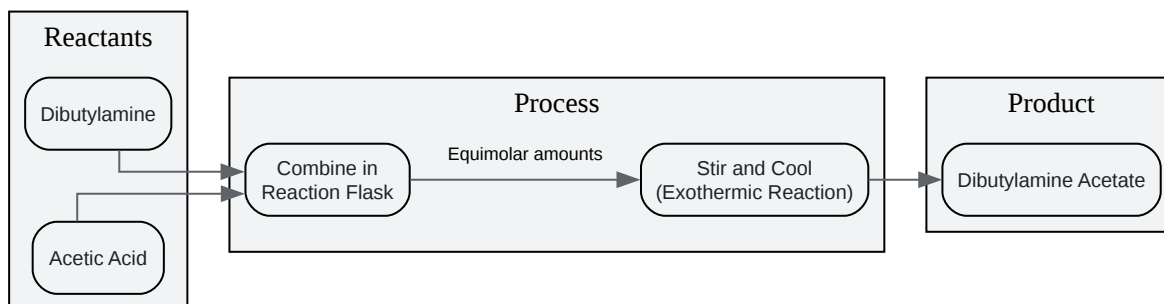 Reactants
Dibutylamine
Acetic Acid
Process
Combine in
Reaction Flask
Equimolar amounts
Stir and Cool
(Exothermic Reaction)
Product
Dibutylamine Acetate